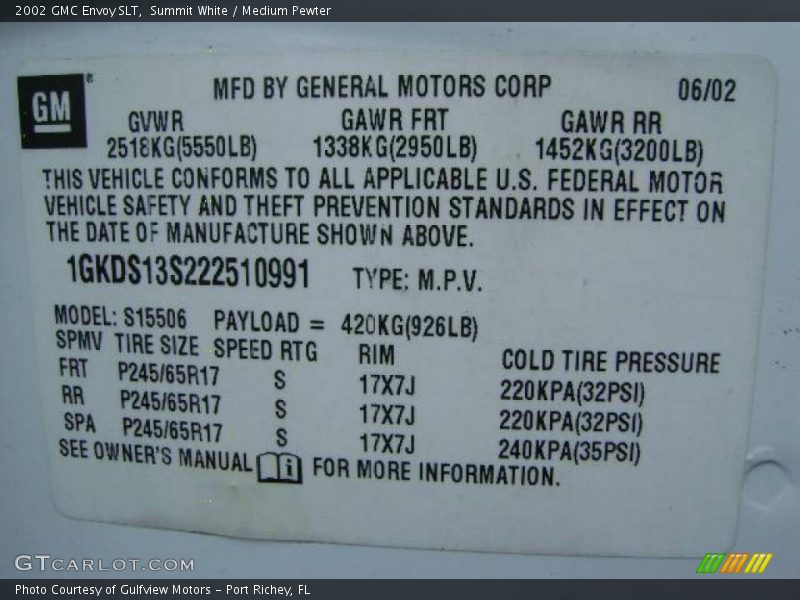 2002 GMC Envoy SLT,  Summit White / Medium Pewter
GM®
MFD BY GENERAL MOTORS CORP 06/02
GVWR GAWR FRT GAWR RR
2518KG(5550LB) 1338KG(2950LB) 1452KG(3200LB)
THIS VEHICLE CONFORMS TO ALL APPLICABLE U.S. FEDERAL MOTOR
VEHICLE SAFETY AND THEFT PREVENTION STANDARDS IN EFFECT ON
THE DATE OF MANUFACTURE SHOWN ABOVE.
1GKDS13S222510991 TYPE: M.P.V.
MODEL: S15506 PAYLOAD = 420KG(926LB)
SPMV TIRE SIZE SPEED RTG RIM COLD TIRE PRESSURE
FRT P245/65R17 S 17X7J 220KPA(32PSI)
RR P245/65R17 S 17X7J 220KPA(32PSI)
SPA P245/65R17 S 17X7J 240KPA(35PSI)
SEE OWNER'S MANUAL i FOR MORE INFORMATION.
GTCARLOT.COM
Photo Courtesy of Gulfview Motors – Port Richey, FL